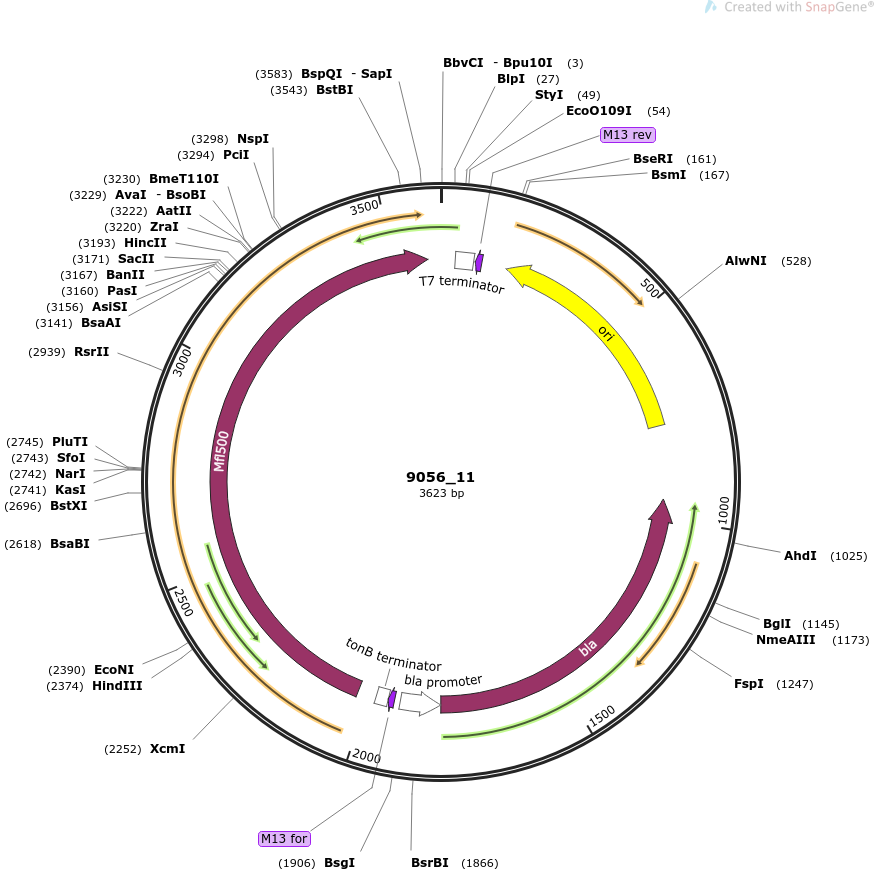 Created with SnapGene®
(3583) BspQI - SapI
(3543) BstBI
BbvCI - Bpu10I (3)
BlpI (27)
StyI (49)
EcoO109I (54)
M13 rev
BseRI (161)
BsmI (167)
(3298) NspI
(3294) PciI
(3230) BmeT110I
(3229) AvaI - BsoBI
(3222) AatII
(3220) ZraI
(3193) HincII
(3171) SacII
(3167) BanII
(3160) PasI
(3156) AsiSI
(3141) BsaAI
(2939) RsrII
(2745) PluTI
(2743) SfoI
(2742) NarI
(2741) KasI
(2696) BstXI
(2618) BsaBI
(2390) EcoNI
(2374) HindIII
(2252) XcmI
AlwNI (528)
AhdI (1025)
BglI (1145)
NmeAIII (1173)
FspI (1247)
3500
500
3000
1000
2500
1500
2000
T7 terminator
ori
Mfl500
9056_11
3623 bp
bla
tonB terminator
bla promoter
M13 for
(1906) BsgI
BsrBI (1866)